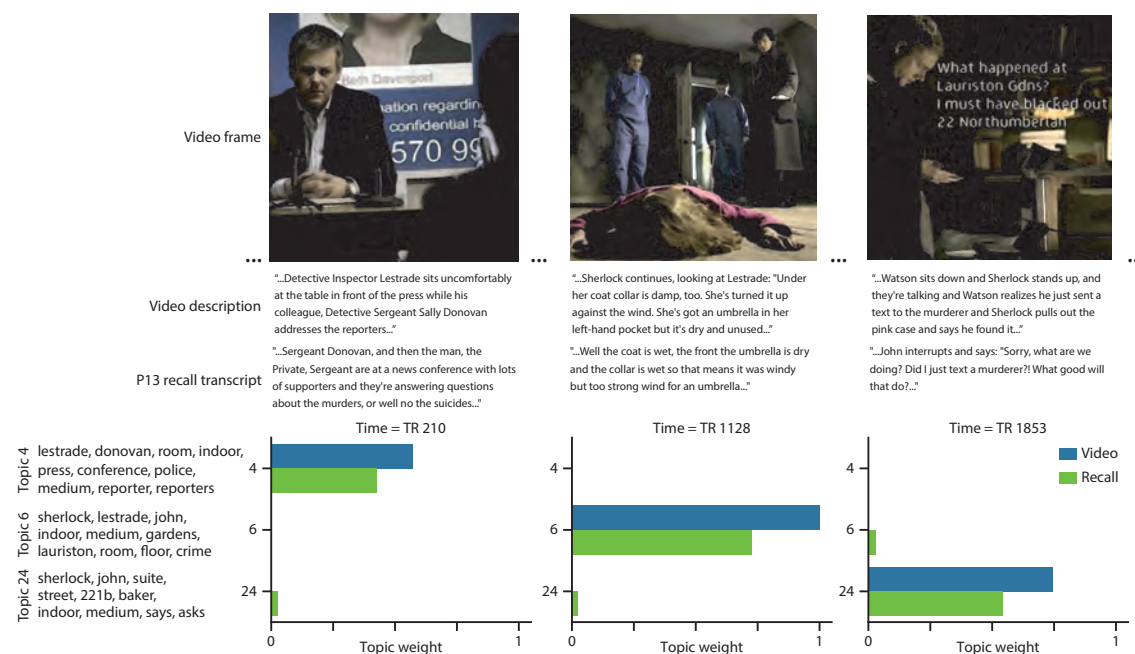 Beth Davenport
ation regardin
confidential h
570 99
What happened at
Lauriston Gdns?
I must have blacked out
22 Northumberlan
Video frame
...
...
...
Video description
“...Detective Inspector Lestrade sits uncomfortably
at the table in front of the press while his
colleague, Detective Sergeant Sally Donovan
addresses the reporters...”
“...Sherlock continues, looking at Lestrade: "Under
her coat collar is damp, too. She's turned it up
against the wind. She's got an umbrella in her
left-hand pocket but it's dry and unused...”
“...Watson sits down and Sherlock stands up, and
they're talking and Watson realizes he just sent a
text to the murderer and Sherlock pulls out the
pink case and says he found it...”
P13 recall transcript
"...Sergeant Donovan, and then the man, the
Private, Sergeant are at a news conference with lots
of supporters and they're answering questions
about the murders, or well no the suicides..."
"...Well the coat is wet, the front the umbrella is dry
and the collar is wet so that means it was windy
but too strong wind for an umbrella..."
"...John interrupts and says: "Sorry, what are we
doing? Did I just text a murderer?! What good will
that do?..."
Time = TR 210
Time = TR 1128
Time = TR 1853
Video
Recall
Topic 4
lestrade, donovan, room, indoor,
press, conference, police,
medium, reporter, reporters
Topic 6
sherlock, lestrade, john,
indoor, medium, gardens,
lauriston, room, floor, crime
Topic 24
sherlock, john, suite,
street, 221b, baker,
indoor, medium, says, asks
4
6
24
0
1
Topic weight
4
6
24
0
1
Topic weight
4
6
24
0
1
Topic weight